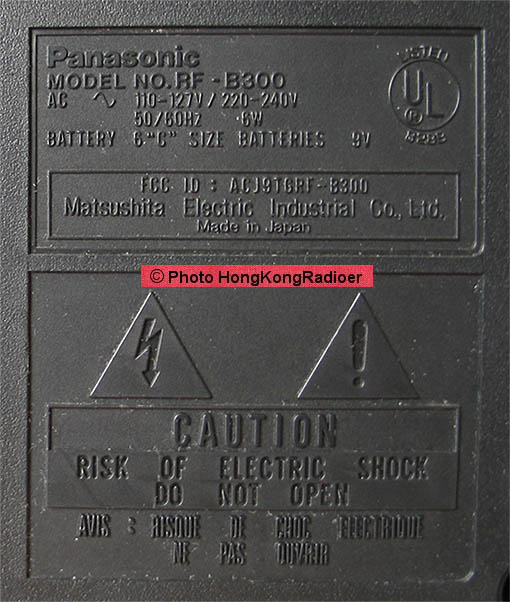 Panasonic
MODEL NO. RF-B300
AC ∿ 110-127V / 220-240V
50/60Hz 6W
BATTERY 6-"C" SIZE BATTERIES 9V
LISTED
UL
®
FCC ID : ACJ9TGRF-B300
Matsushita Electric Industrial Co., Ltd.
Made in Japan
© Photo HongKongRadioer
CAUTION
RISK OF ELECTRIC SHOCK
DO NOT OPEN
AVIS : RISQUE DE CHOC ELECTRIQUE
NE PAS OUVRIR